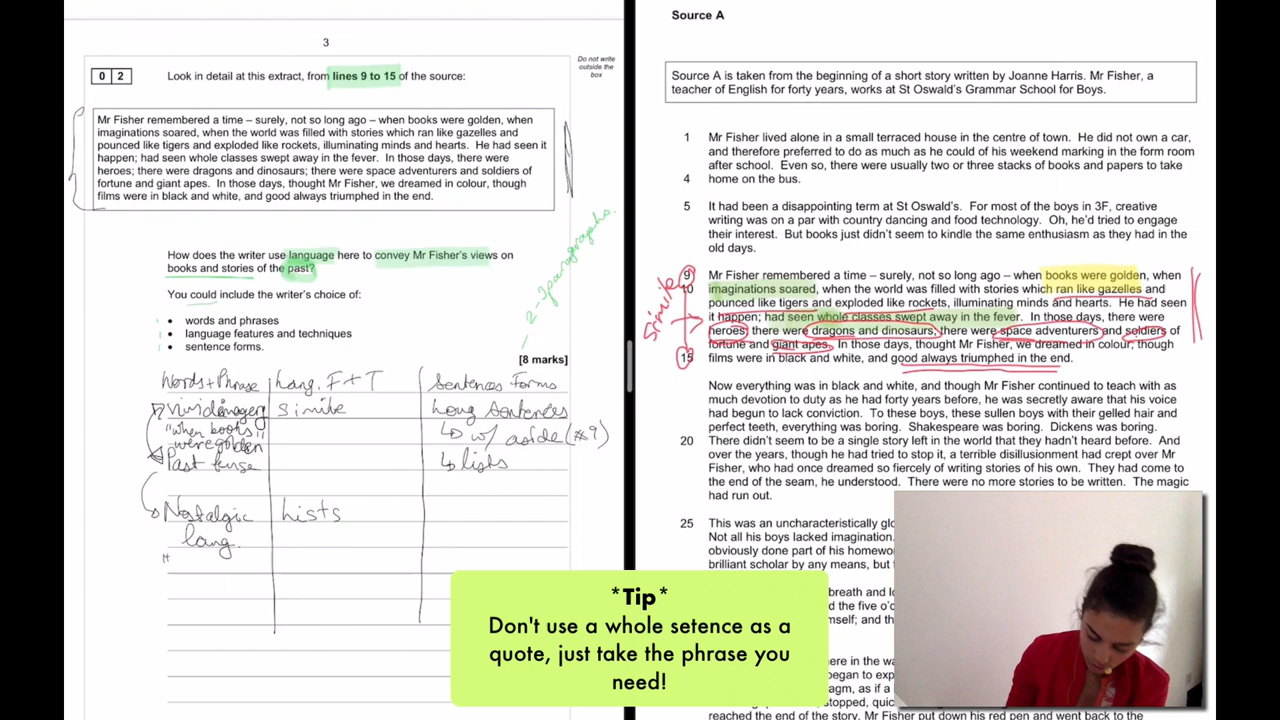 3
Do not write
outside the
box
0 2
Look in detail at this extract, from lines 9 to 15 of the source:
Mr Fisher remembered a time – surely, not so long ago – when books were golden, when
imaginations soared, when the world was filled with stories which ran like gazelles and
pounced like tigers and exploded like rockets, illuminating minds and hearts. He had seen it
happen; had seen whole classes swept away in the fever. In those days, there were
heroes; there were dragons and dinosaurs; there were space adventurers and soldiers of
fortune and giant apes. In those days, thought Mr Fisher, we dreamed in colour, though
films were in black and white, and good always triumphed in the end.
How does the writer use language here to convey Mr Fisher's views on
books and stories of the past?
You could include the writer's choice of:
• words and phrases
• language features and techniques
• sentence forms.
2-3 paragraphs.
[8 marks]
Words + Phrase Lang. F + T Sentences Forms
Vivid imagery Simile Long Sentences
"when books" ↳ w/ aside (#9)
were golden
Past tense ↳ lists
Nostalgic Lists
lang.
"
*Tip*
Don't use a whole setence as a
quote, just take the phrase you
need!
Source A
Source A is taken from the beginning of a short story written by Joanne Harris. Mr Fisher, a
teacher of English for forty years, works at St Oswald's Grammar School for Boys.
1 Mr Fisher lived alone in a small terraced house in the centre of town. He did not own a car,
and therefore preferred to do as much as he could of his weekend marking in the form room
after school. Even so, there were usually two or three stacks of books and papers to take
4 home on the bus.
5 It had been a disappointing term at St Oswald's. For most of the boys in 3F, creative
writing was on a par with country dancing and food technology. Oh, he'd tried to engage
their interest. But books just didn't seem to kindle the same enthusiasm as they had in the
old days.
9 Mr Fisher remembered a time – surely, not so long ago – when books were golden, when
10 imaginations soared, when the world was filled with stories which ran like gazelles and
pounced like tigers and exploded like rockets, illuminating minds and hearts. He had seen
it happen; had seen whole classes swept away in the fever. In those days, there were
heroes; there were dragons and dinosaurs; there were space adventurers and soldiers of
fortune and giant apes. In those days, thought Mr Fisher, we dreamed in colour, though
15 films were in black and white, and good always triumphed in the end.
Simile
Now everything was in black and white, and though Mr Fisher continued to teach with as
much devotion to duty as he had forty years before, he was secretly aware that his voice
had begun to lack conviction. To these boys, these sullen boys with their gelled hair and
perfect teeth, everything was boring. Shakespeare was boring. Dickens was boring.
20 There didn't seem to be a single story left in the world that they hadn't heard before. And
over the years, though he had tried to stop it, a terrible disillusionment had crept over Mr
Fisher, who had once dreamed so fiercely of writing stories of his own. They had come to
the end of the seam, he understood. There were no more stories to be written. The magic
had run out.
25 This was an uncharacteristically glo
Not all his boys lacked imagination.
obviously done part of his homewor
brilliant scholar by any means, but
breath and lo
d the five o'c
mself; and th
ere in the wa
began to exp
agm, as if a
stopped, quic
reached the end of the story. Mr Fisher put down his red pen and went back to the